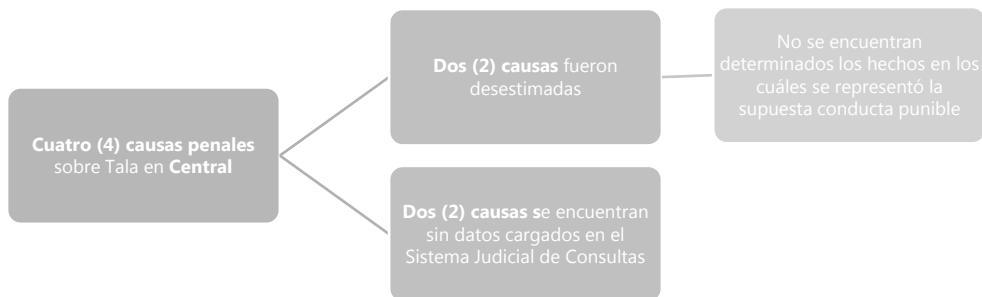 Cuatro (4) causas penales
sobre Tala en Central
Dos (2) causas fueron
desestimadas
No se encuentran
determinados los hechos en los
cuáles se representó la
supuesta conducta punible
Dos (2) causas se encuentran
sin datos cargados en el
Sistema Judicial de Consultas